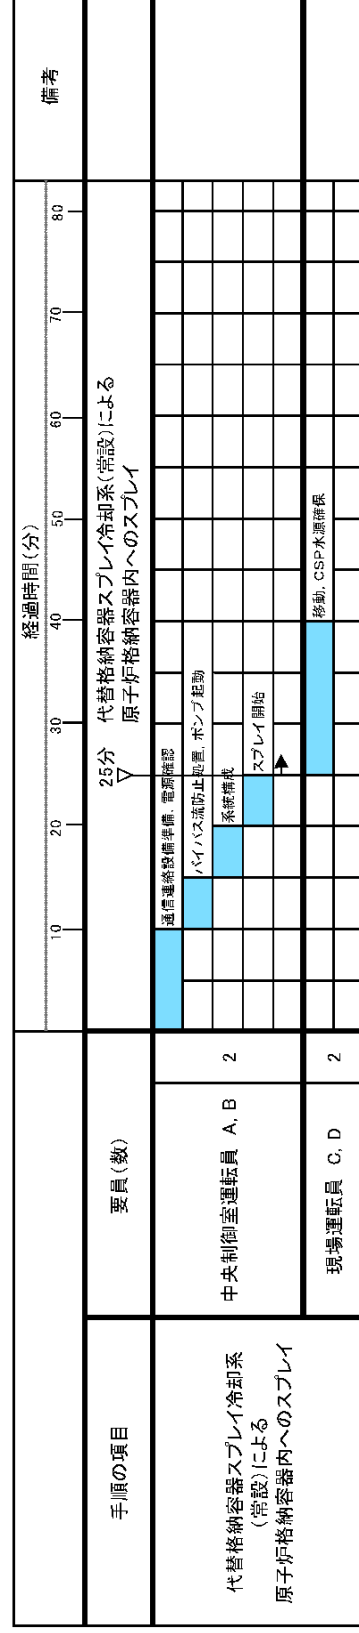 経過時間(分)
備考
10 20 30 40 50 60 70 80
手順の項目
要員(数)
25分 代替格納容器スプレイ冷却系(常設)による
原子炉格納容器内へのスプレイ
代替格納容器スプレイ冷却系
(常設)による
原子炉格納容器内へのスプレイ
中央制御室運転員 A, B
2
通信連絡設備準備、電源確認
バイパス流防止処置、ポンプ起動
系統構成
スプレイ開始
現場運転員 C, D
2
移動、CSP水源確保